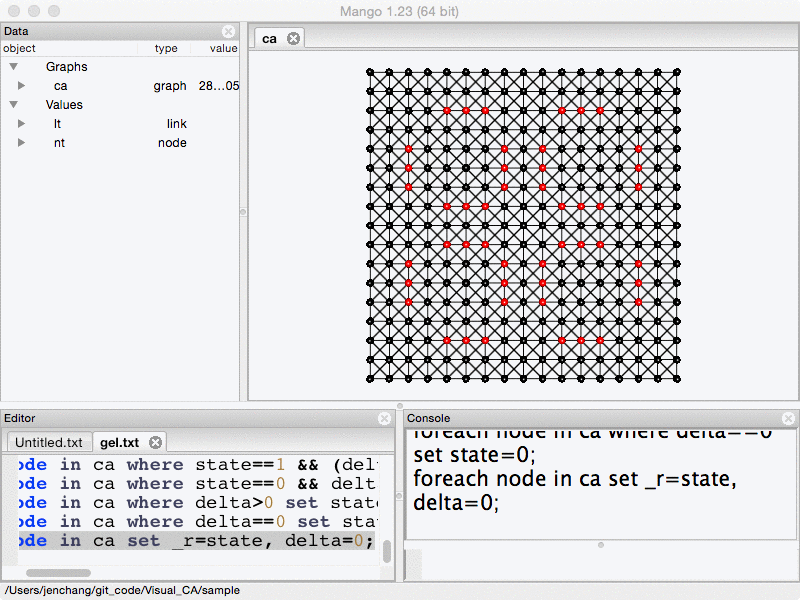 Mango 1.23 (64 bit)
Data
object type value
Graphs
ca graph 28...05
Values
lt link
nt node
ca
Editor
Untitled.txt gel.txt
ode in ca where state==1 && (del
ode in ca where state==0 && delt
ode in ca where delta>0 set stat
ode in ca where delta==0 set sta
ode in ca set _r=state, delta=0;
Console
foreach node in ca where delta==0
set state=0;
foreach node in ca set _r=state,
delta=0;
/Users/jenchang/git_code/Visual_CA/sample